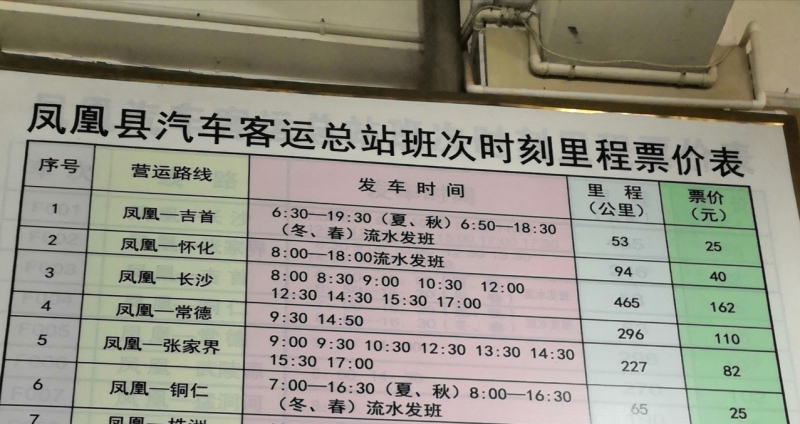 凤凰县汽车客运总站班次时刻里程票价表
序号 营运路线 发车时间 里程(公里) 票价(元)
1 凤凰—吉首 6:30—19:30(夏、秋)6:50—18:30(冬、春)流水发班 53 25
2 凤凰—怀化 8:00—18:00流水发班 94 40
3 凤凰—长沙 8:00 8:30 9:00 10:30 12:00 12:30 14:30 15:30 17:00 465 162
4 凤凰—常德 9:30 14:50 296 110
5 凤凰—张家界 9:00 9:30 10:30 12:30 13:30 14:30 15:30 17:00 227 82
6 凤凰—铜仁 7:00—16:30(夏、秋)8:00—16:30(冬、春)流水发班 65 25
7 凤凰—株洲